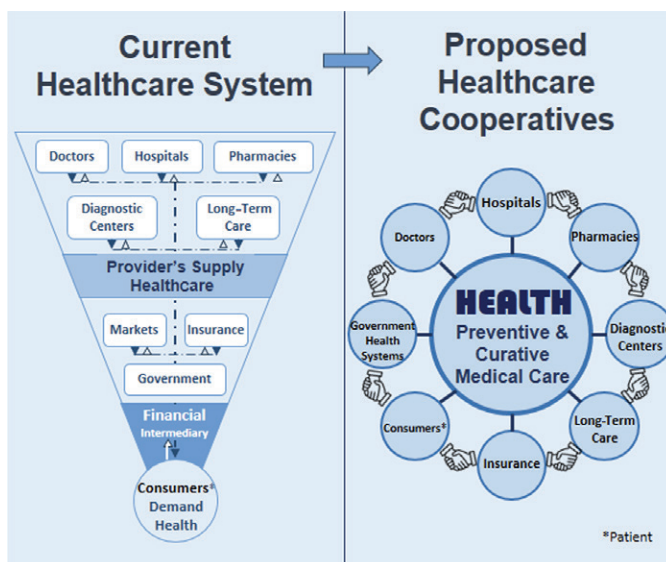 Current
Healthcare System
Doctors
Hospitals
Pharmacies
Diagnostic
Centers
Long-Term
Care
Provider's Supply
Healthcare
Markets
Insurance
Government
Financial
Intermediary
Consumers*
Demand
Health
Proposed
Healthcare
Cooperatives
Hospitals
Doctors
Pharmacies
HEALTH
Preventive &
Curative
Medical Care
Government
Health
Systems
Diagnostic
Centers
Consumers*
Long-Term
Care
Insurance
*Patient